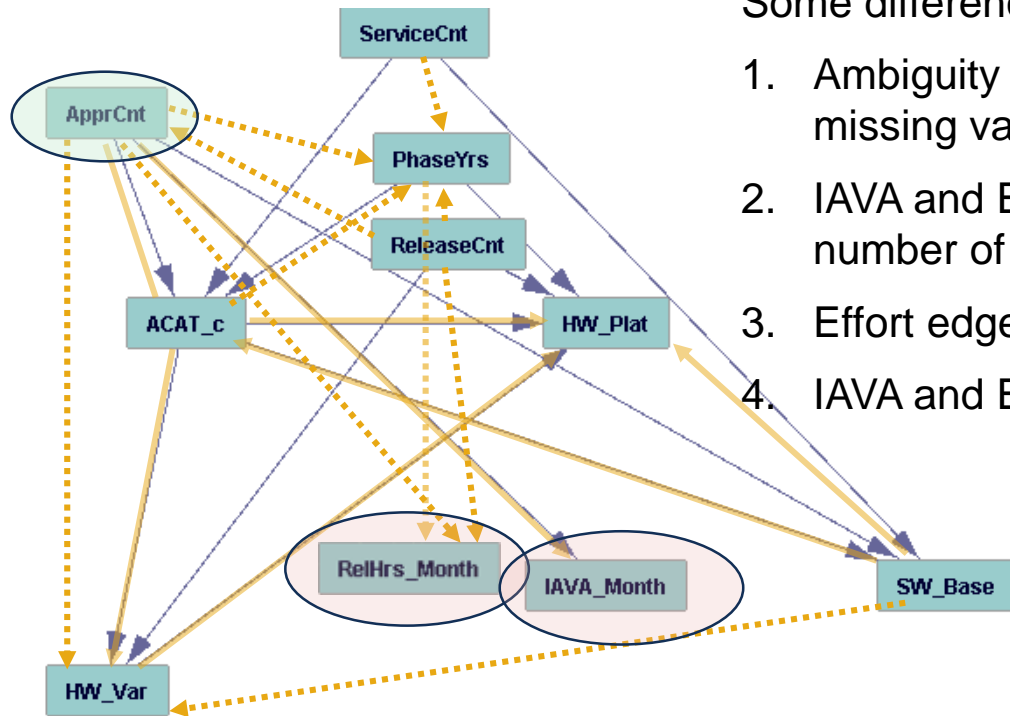 Some differen
1. Ambiguity
missing va
2. IAVA and
number of
3. Effort edge
4. IAVA and
ServiceCnt
ApprCnt
PhaseYrs
ReleaseCnt
ACAT_c
HW_Plat
RelHrs_Month
IAVA_Month
SW_Base
HW_Var